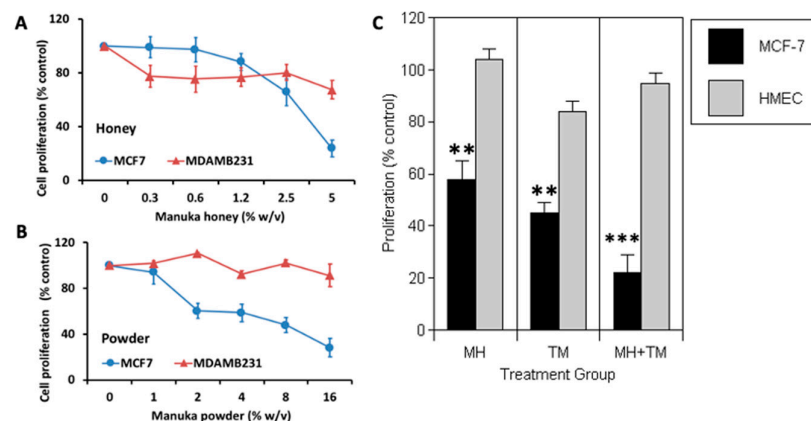 A
120
100
80
60
40
20
0
Cell proliferation (% control)
Honey
MCF7
MDAMB231
0
0.3
0.6
1.2
2.5
5
Manuka honey (% w/v)
B
120
80
40
0
Cell proliferation (% contro)
Powder
MCF7
MDAMB231
0
1
2
4
8
16
Manuka powder (% w/v)
C
120
100
80
60
40
20
0
Proliferation (% control)
**
**
***
MH
TM
MH+TM
Treatment Group
MCF-7
HMEC